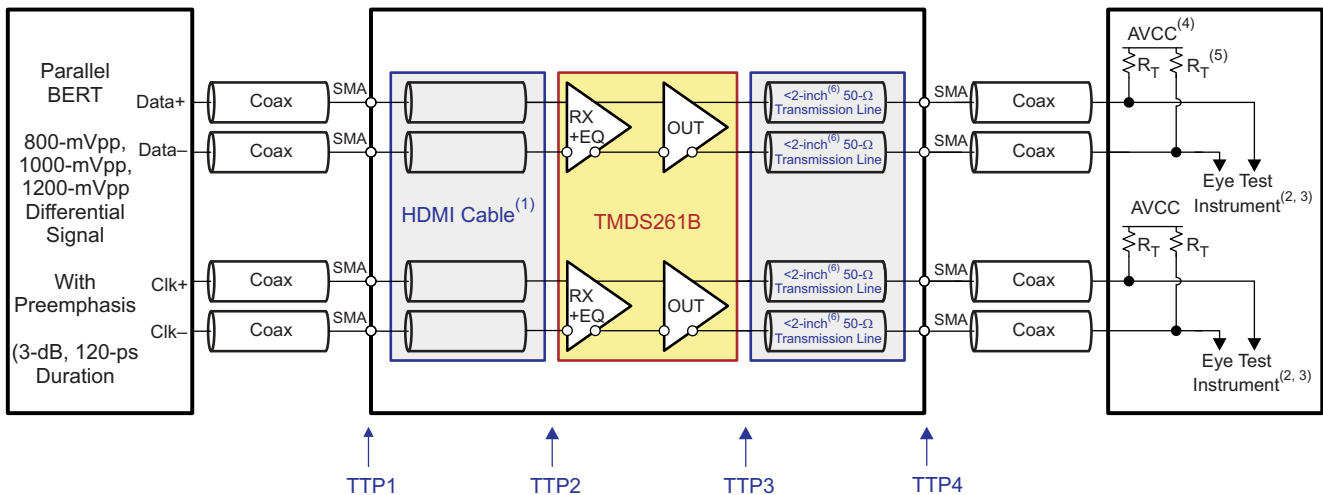 Parallel
BERT
800-mVpp,
1000-mVpp,
1200-mVpp
Differential
Signal
With
Preemphasis
(3-dB, 120-ps
Duration
Data+
Data–
Clk+
Clk–
Coax
Coax
Coax
Coax
SMA
SMA
SMA
SMA
HDMI Cable(1)
RX
+EQ
OUT
TMDS261B
RX
+EQ
OUT
<2-inch(6) 50-Ω
Transmission Line
<2-inch(6) 50-Ω
Transmission Line
<2-inch(6) 50-Ω
Transmission Line
<2-inch(6) 50-Ω
Transmission Line
SMA
SMA
SMA
SMA
Coax
Coax
Coax
Coax
AVCC(4)
RT
RT(5)
Eye Test
Instrument(2, 3)
AVCC
RT
RT
Eye Test
Instrument(2, 3)
TTP1
TTP2
TTP3
TTP4